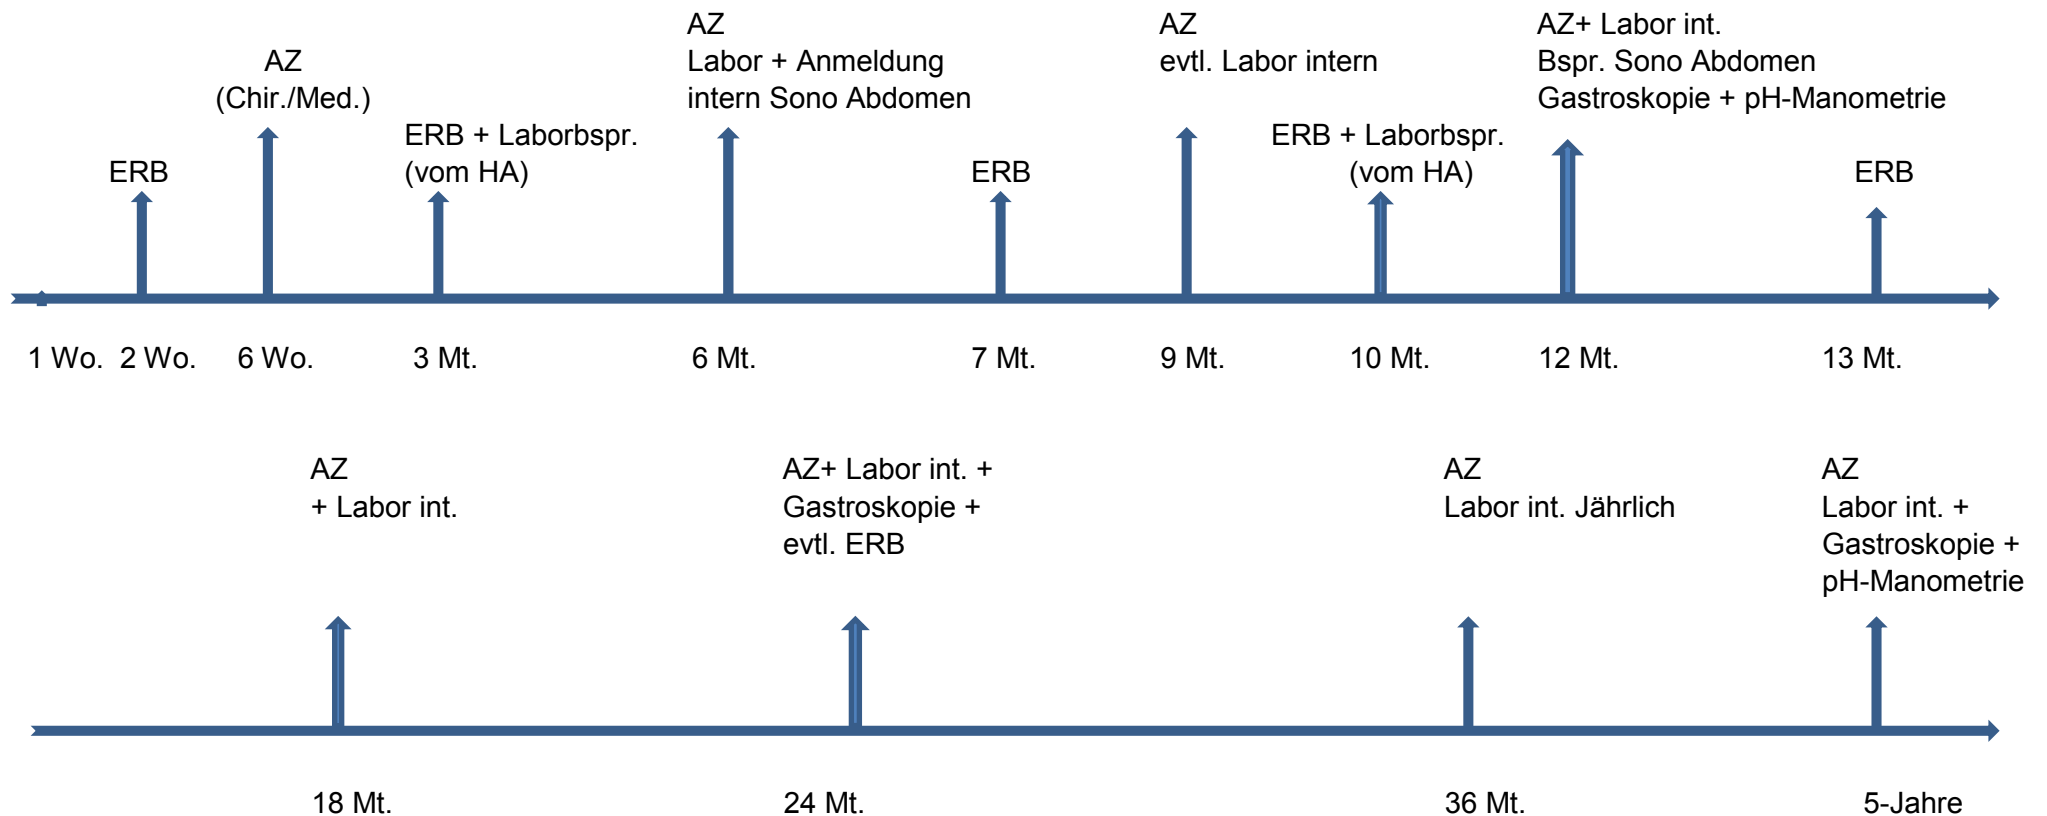 AZ
(Chir./Med.)
ERB
ERB + Laborbspr.
(vom HA)
AZ
Labor + Anmeldung
intern Sono Abdomen
ERB
AZ
evtl. Labor intern
ERB + Laborbspr.
(vom HA)
AZ+ Labor int.
Bspr. Sono Abdomen
Gastroskopie + pH-Manometrie
ERB
1 Wo.
2 Wo.
6 Wo.
3 Mt.
6 Mt.
7 Mt.
9 Mt.
10 Mt.
12 Mt.
13 Mt.
AZ
+ Labor int.
AZ+ Labor int. +
Gastroskopie +
evtl. ERB
AZ
Labor int. Jährlich
AZ
Labor int. +
Gastroskopie +
pH-Manometrie
18 Mt.
24 Mt.
36 Mt.
5-Jahre